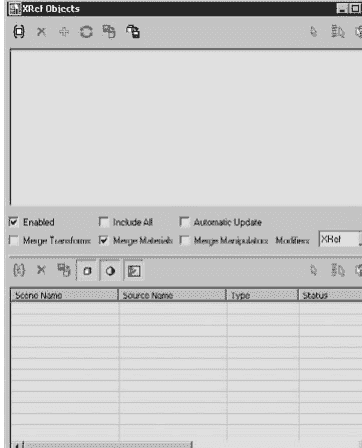 XRef Objects
Enabled Include All Automatic Update
Merge Transforms Merge Materials Merge Manipulators Modifiers XRef
Scene Name Source Name Type Status